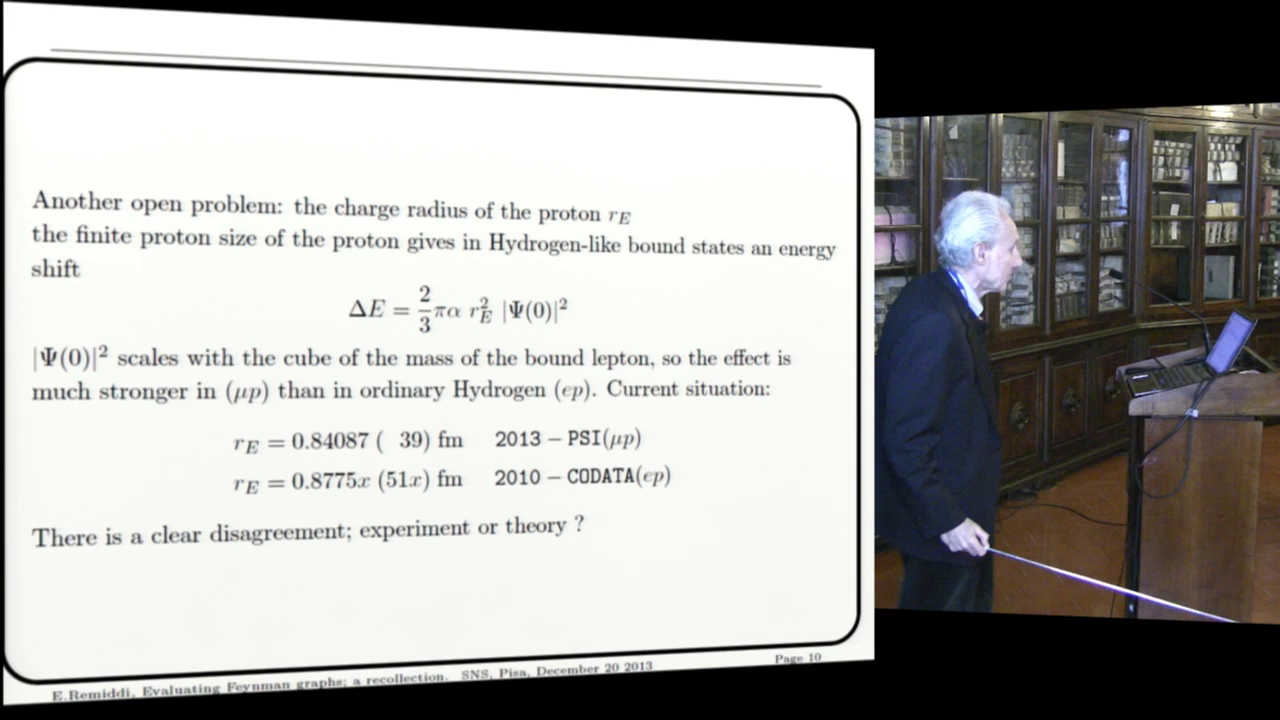 Another open problem: the charge radius of the proton r_E
the finite proton size of the proton gives in Hydrogen-like bound states an energy
shift
ΔE = 2/3 πα r_E^2 |Ψ(0)|^2
|Ψ(0)|^2 scales with the cube of the mass of the bound lepton, so the effect is
much stronger in (μp) than in ordinary Hydrogen (ep). Current situation:
r_E = 0.84087 ( 39) fm 2013 – PSI(μp)
r_E = 0.8775x (51x) fm 2010 – CODATA(ep)
There is a clear disagreement; experiment or theory ?
E.Remiddi, Evaluating Feynman graphs; a recollection. SNS, Pisa, December 20 2013
Page 10